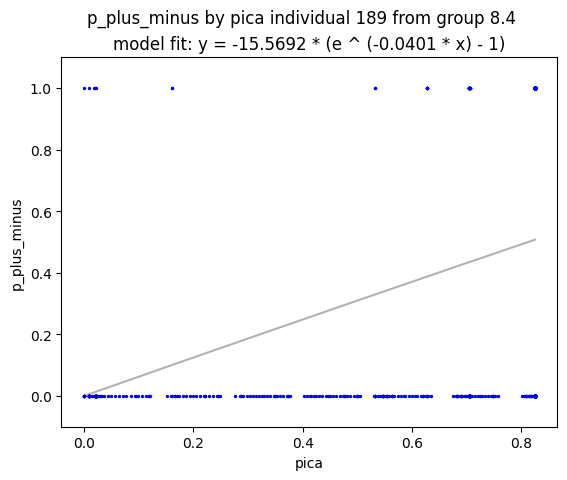 p_plus_minus by pica individual 189 from group 8.4
model fit: y = -15.5692 * (e ^ (-0.0401 * x) - 1)
1.0
0.8
0.6
0.4
0.2
0.0
p_plus_minus
0.0 0.2 0.4 0.6 0.8
pica